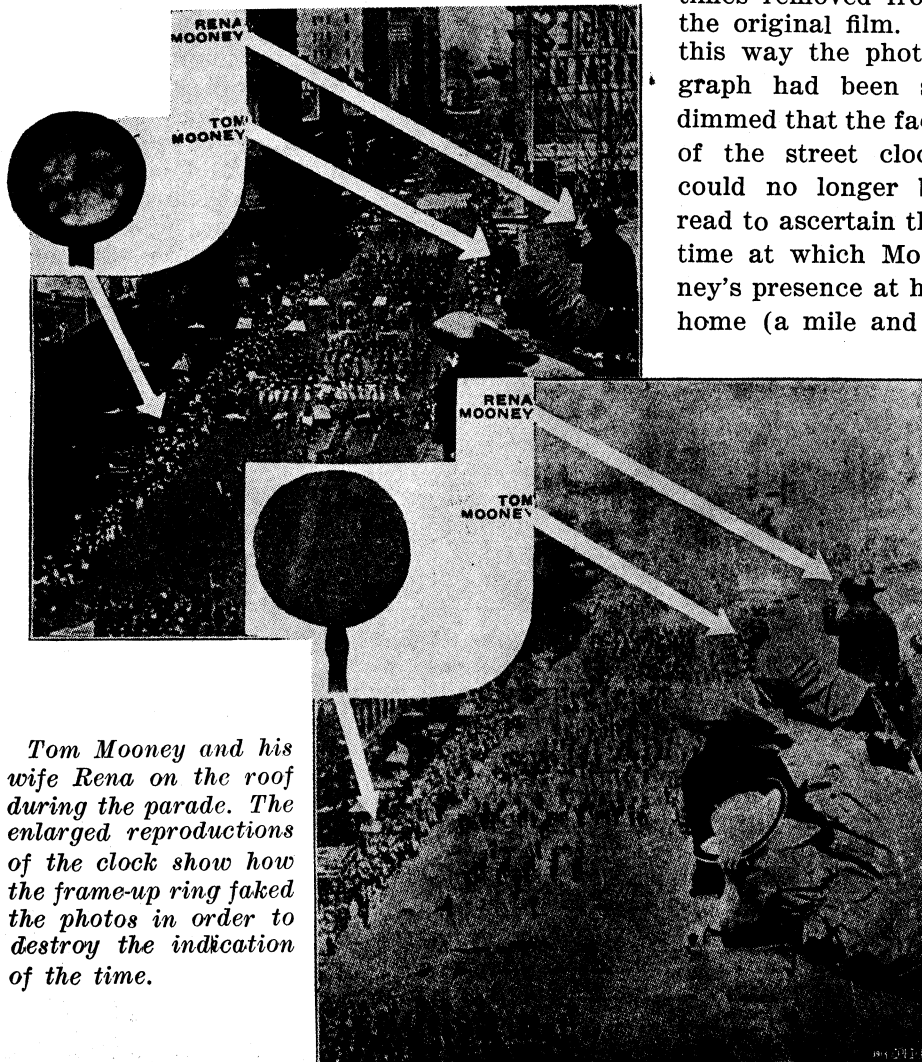 times removed
the original film.
this way the phot
graph had been s
dimmed that the fac
of the street cloc
could no longer b
read to ascertain th
time at which Mo
ney's presence at h
home (a mile and
RENA
MOONEY
TOM
MOONEY
RENA
MOONEY
TOM
MOONEY
Tom Mooney and his
wife Rena on the roof
during the parade. The
enlarged reproductions
of the clock show how
the frame-up ring faked
the photos in order to
destroy the indication
of the time.